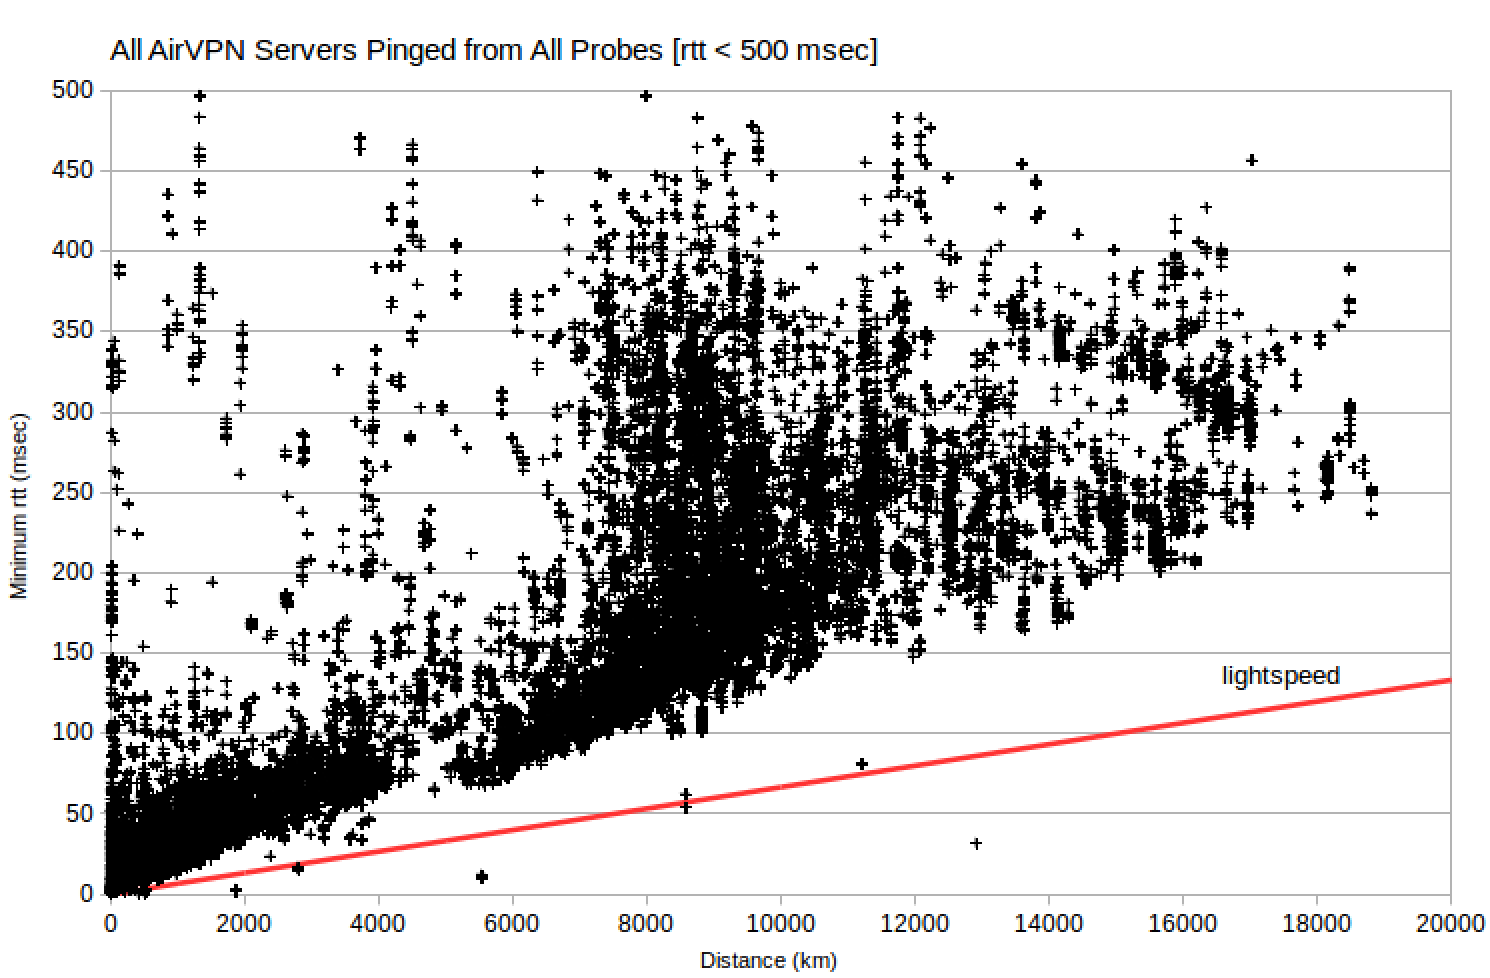 All AirVPN Servers Pinged from All Probes [rtt < 500 msec]
500
450
400
350
300
250
200
150
100
50
0
Minimum rtt (msec)
lightspeed
0 2000 4000 6000 8000 10000 12000 14000 16000 18000 20000
Distance (km)